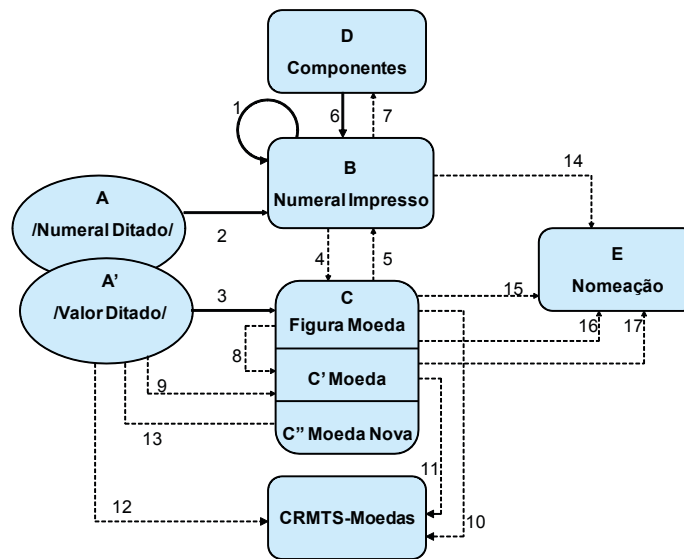 D
Componentes
1
6
7
B
Numeral Impresso
14
A
/Numeral Ditado/
2
4
5
E
Nomeação
A'
/Valor Ditado/
3
C
Figura Moeda
15
16
17
8
C' Moeda
9
13
C'' Moeda Nova
11
12
CRMTS-Moedas
10